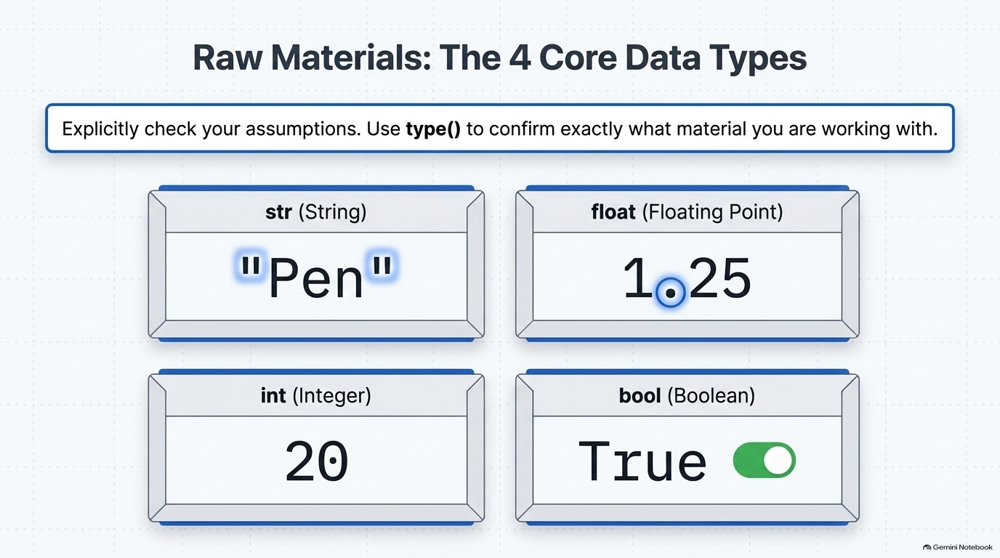 Raw Materials: The 4 Core Data Types
Explicitly check your assumptions. Use type() to confirm exactly what material you are working with.
str (String)
"Pen"
float (Floating Point)
1.25
int (Integer)
20
bool (Boolean)
True
Gemini Notebook